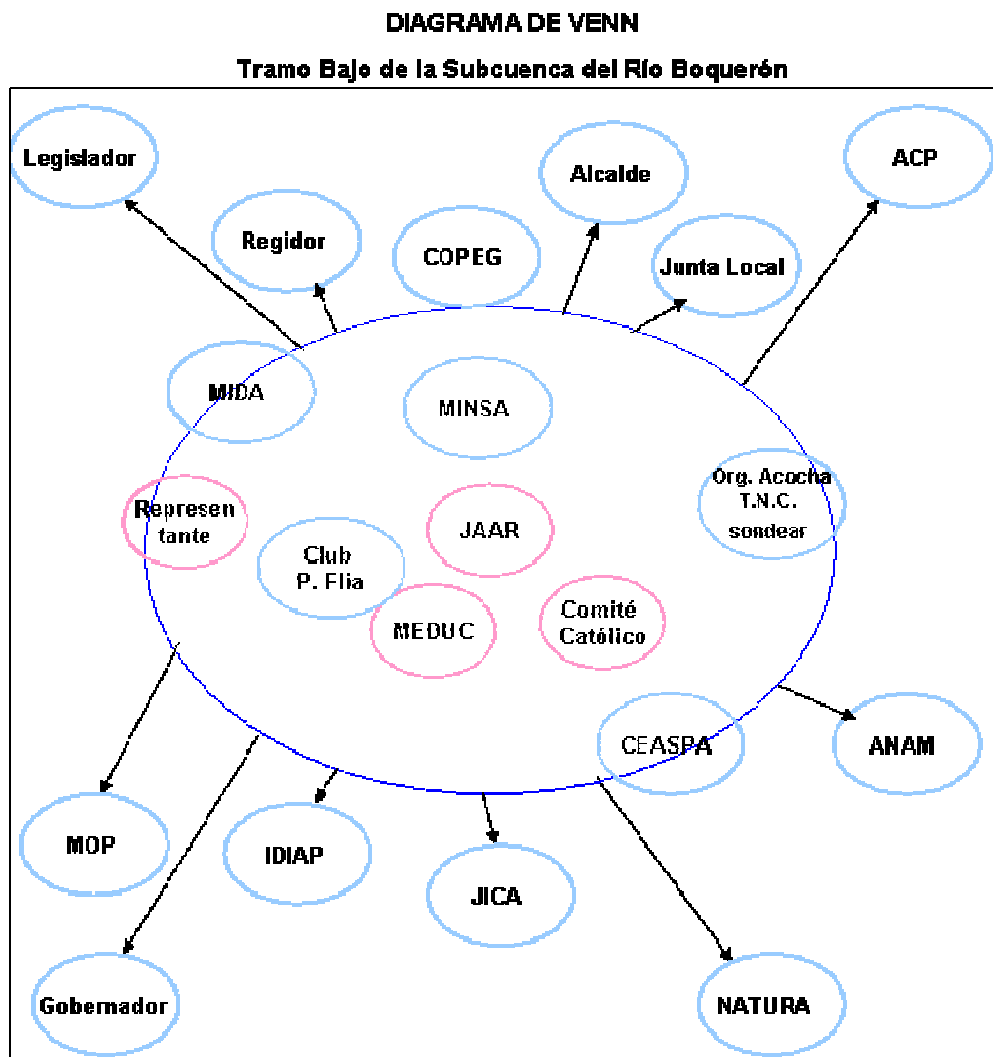 DIAGRAMA DE VENN
Tramo Bajo de la Subcuenca del Río Boquerón
Legislador
Regidor
COPEG
Alcalde
Junta Local
ACP
MIDA
MINSA
Org. Acocha
T.N.C.
sondear
Represen
tante
JAAR
Club
P. Flia
MEDUC
Comité
Católico
CEASPA
ANAM
MOP
IDIAP
JICA
Gobernador
NATURA